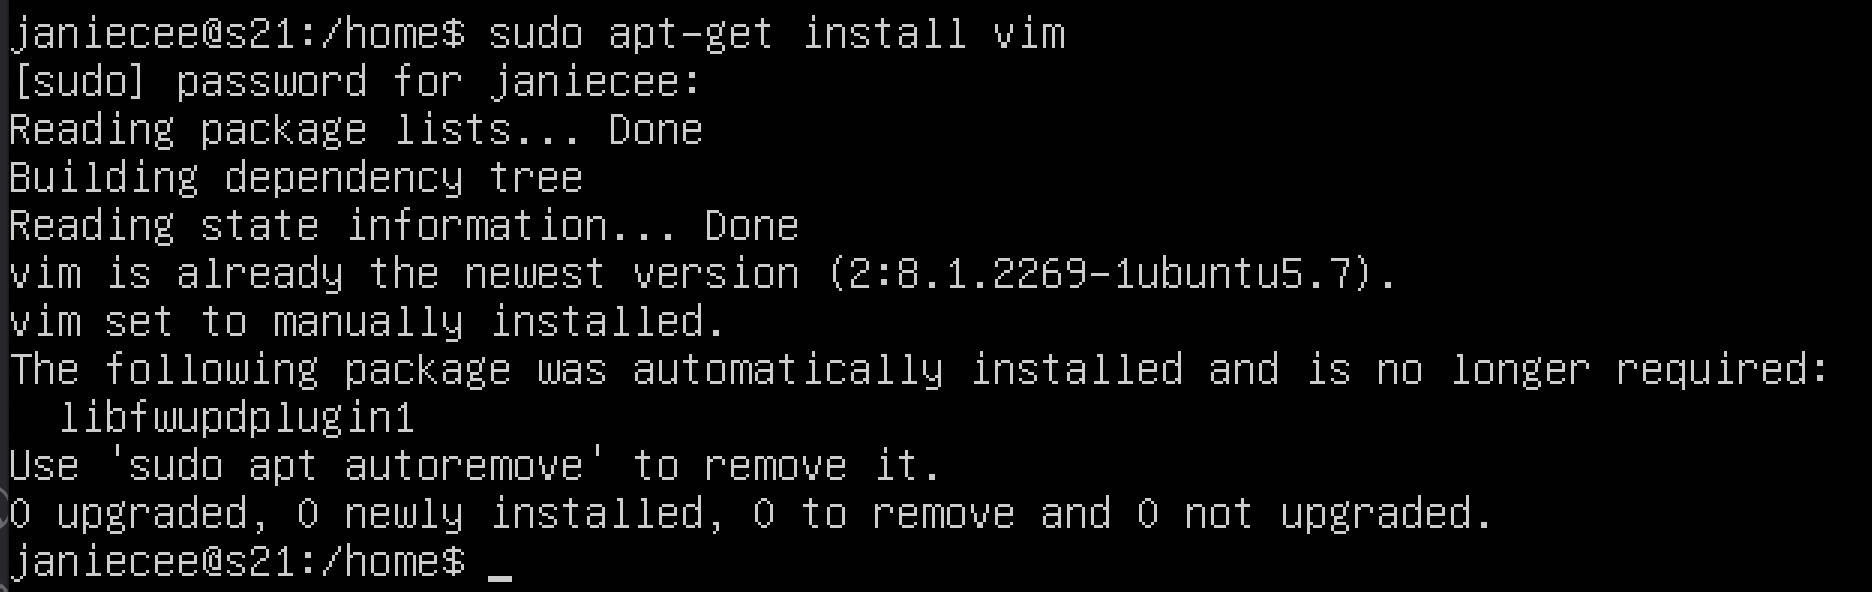 janiecee@s21:/home$ sudo apt-get install vim
[sudo] password for janiecee:
Reading package lists... Done
Building dependency tree
Reading state information... Done
vim is already the newest version (2:8.1.2269-1ubuntu5.7).
vim set to manually installed.
The following package was automatically installed and is no longer required:
  libfwupdplugin1
Use 'sudo apt autoremove' to remove it.
0 upgraded, 0 newly installed, 0 to remove and 0 not upgraded.
janiecee@s21:/home$ _